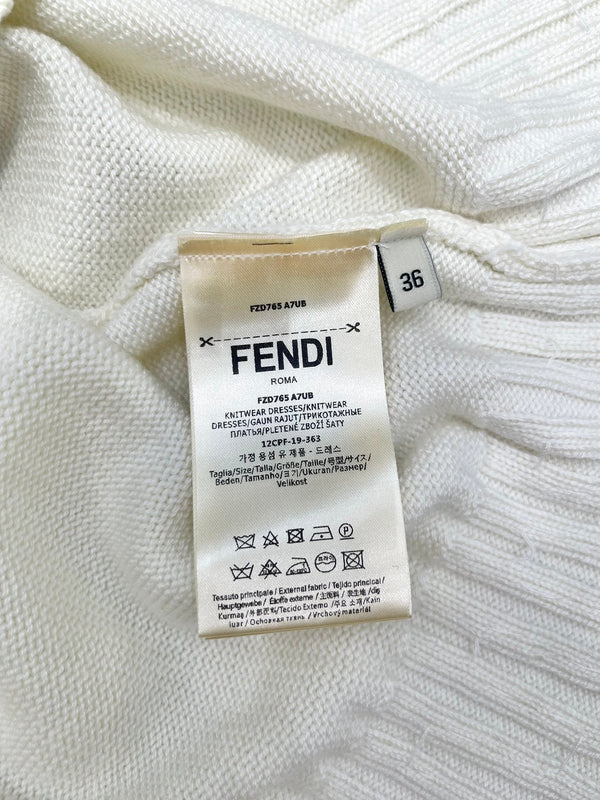 FZD765 A7UB
36
FENDI
ROMA
FZD765 A7UB
KNITWEAR DRESSES/KNITWEAR
DRESSES/GAUN RAJUT/ТРИКОТАЖНЫЕ
ПЛАТЬЯ/PLETENÉ ZBOŽÍ ŠATY
12CPF-19-363
가정 용 섬 유 제품 - 드레스
Taglia/Size/Talla/Größe/Taille/号型/サイズ/
Beden/Tamanho/크기/Ukuran/Размер/
Velikost
Tessuto principale / External fabric / Tejido principal /
Hauptgewebe / Étoffe externe / 主面料 / 表生地 / dış
Kumaş /外部面料/Tecido Externo /주요 소재/Kain
luar / Основная ткань / Vrchový materiál